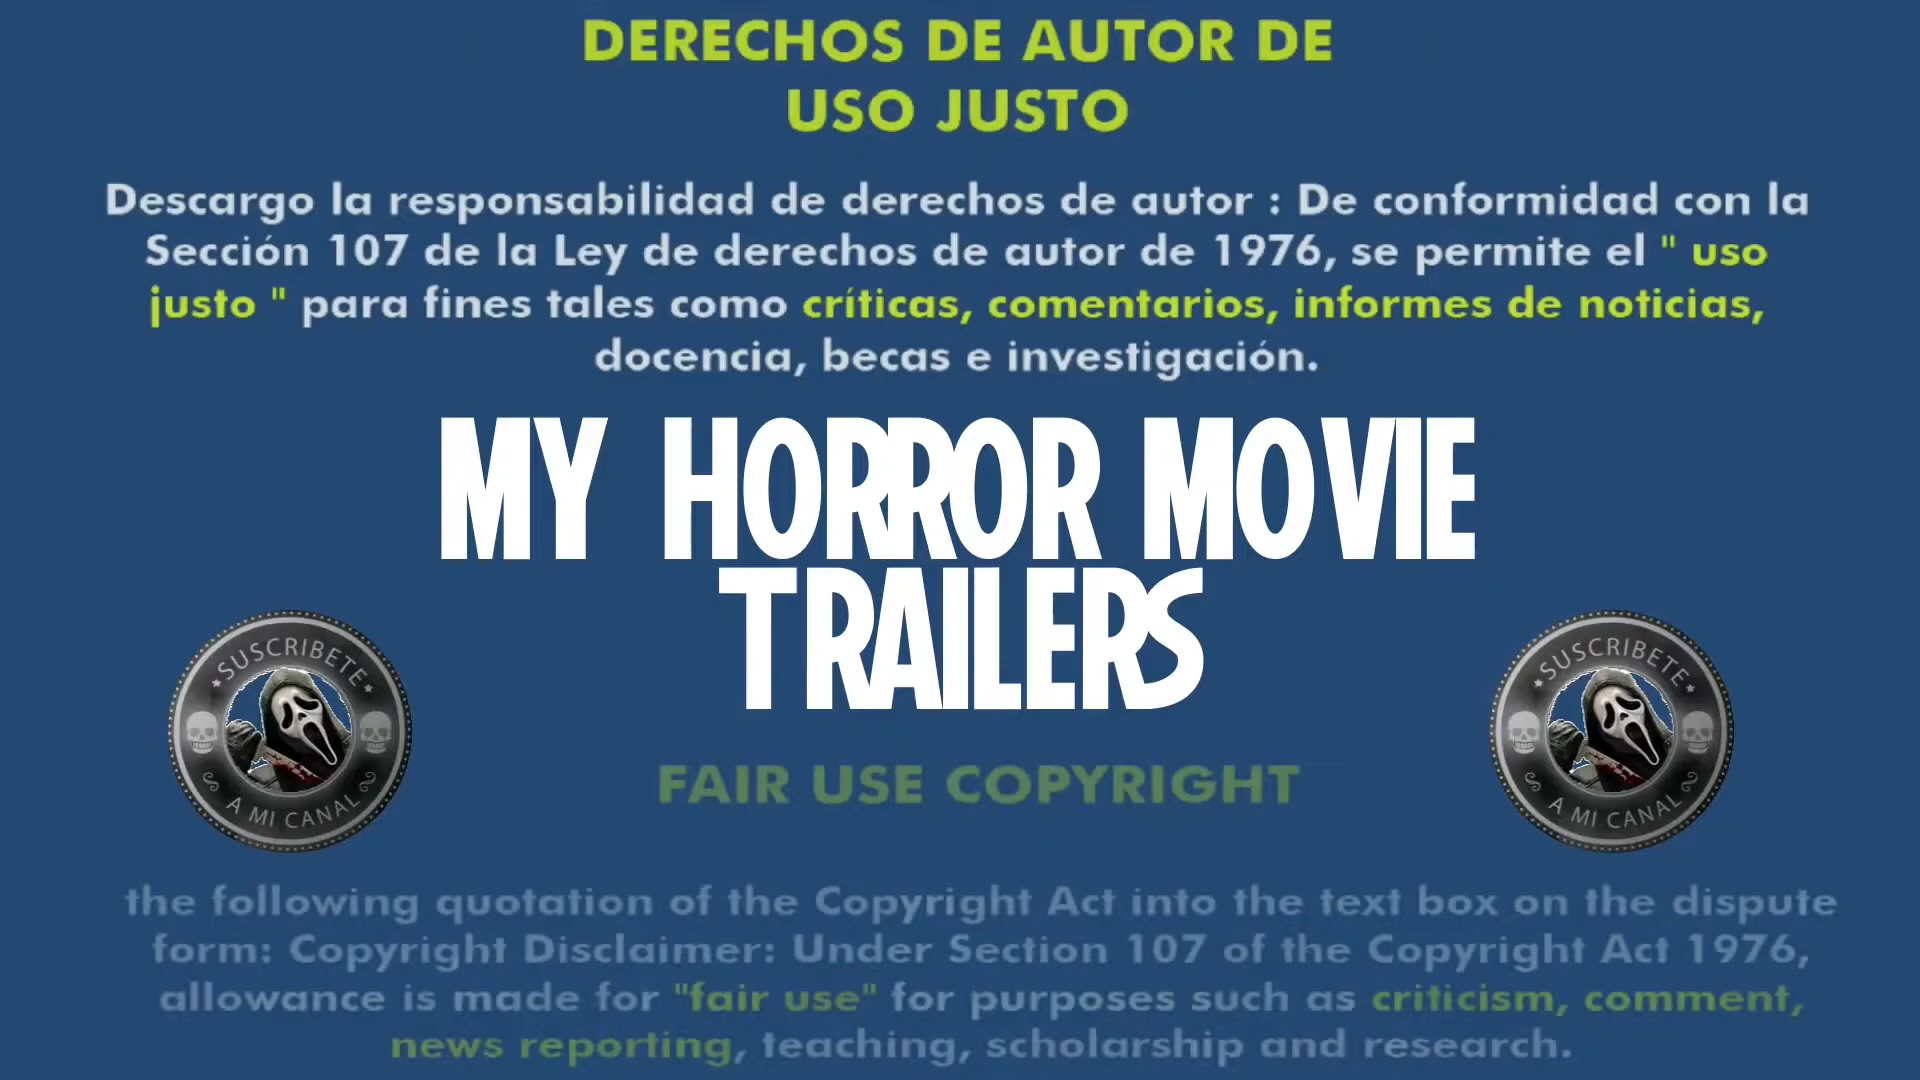 DERECHOS DE AUTOR DE
USO JUSTO
Descargo la responsabilidad de derechos de autor : De conformidad con la
Sección 107 de la Ley de derechos de autor de 1976, se permite el " uso
justo " para fines tales como críticas, comentarios, informes de noticias,
docencia, becas e investigación.
MY HORROR MOVIE
TRAILERS
SUSCRIBETE
A MI CANAL
SUSCRIBETE
A MI CANAL
FAIR USE COPYRIGHT
the following quotation of the Copyright Act into the text box on the dispute
form: Copyright Disclaimer: Under Section 107 of the Copyright Act 1976,
allowance is made for "fair use" for purposes such as criticism, comment,
news reporting, teaching, scholarship and research.